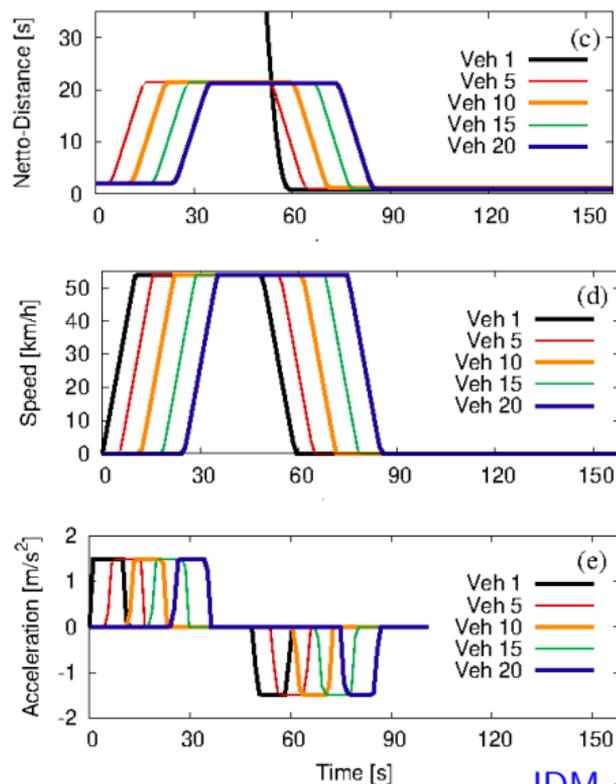 Netto-Distance [s]
(c)
30
20
10
0
Veh 1
Veh 5
Veh 10
Veh 15
Veh 20
0 30 60 90 120 150
Speed [km/h]
(d)
50
40
30
20
10
0
Veh 1
Veh 5
Veh 10
Veh 15
Veh 20
0 30 60 90 120 150
Acceleration [m/s²]
(e)
2
1
0
-1
-2
Veh 1
Veh 5
Veh 10
Veh 15
Veh 20
0 30 60 90 120 150
Time [s]
IDM